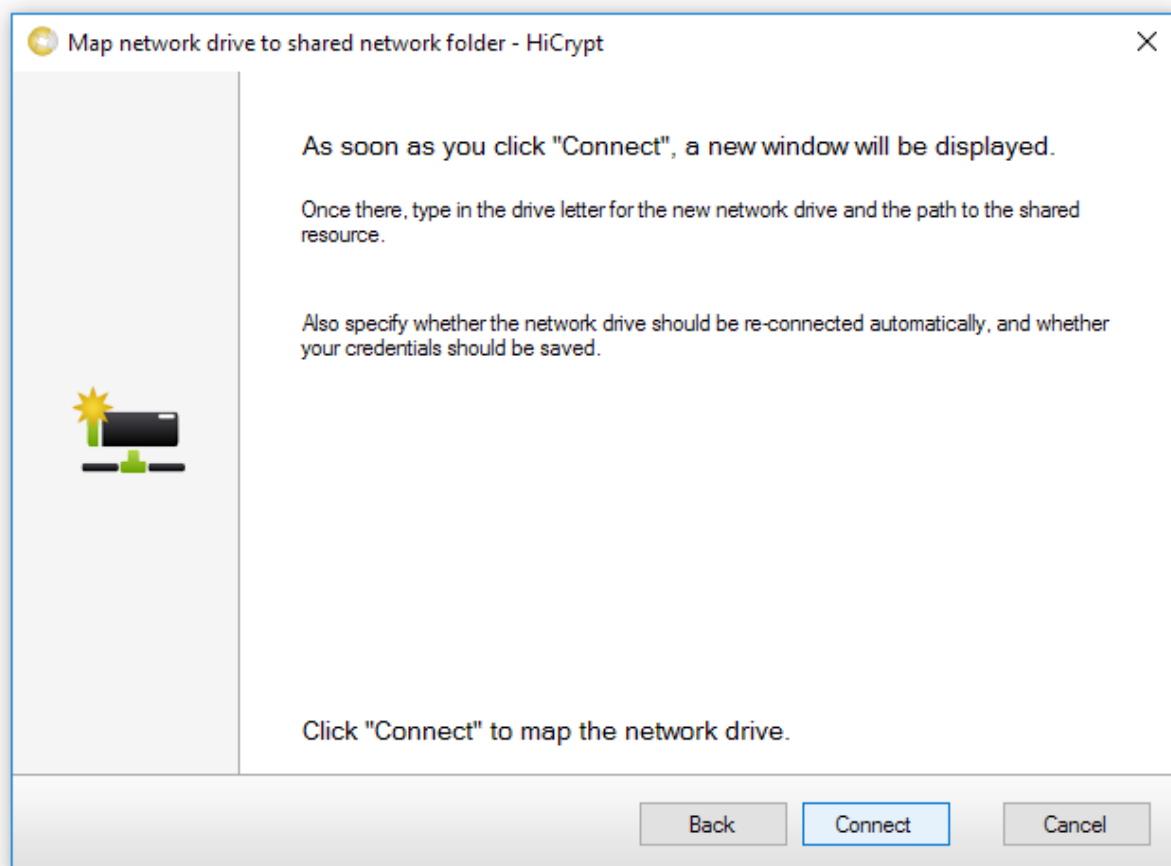 Map network drive to shared network folder - HiCrypt
As soon as you click "Connect", a new window will be displayed.
Once there, type in the drive letter for the new network drive and the path to the shared
resource.
Also specify whether the network drive should be re-connected automatically, and whether
your credentials should be saved.
Click "Connect" to map the network drive.
Back
Connect
Cancel